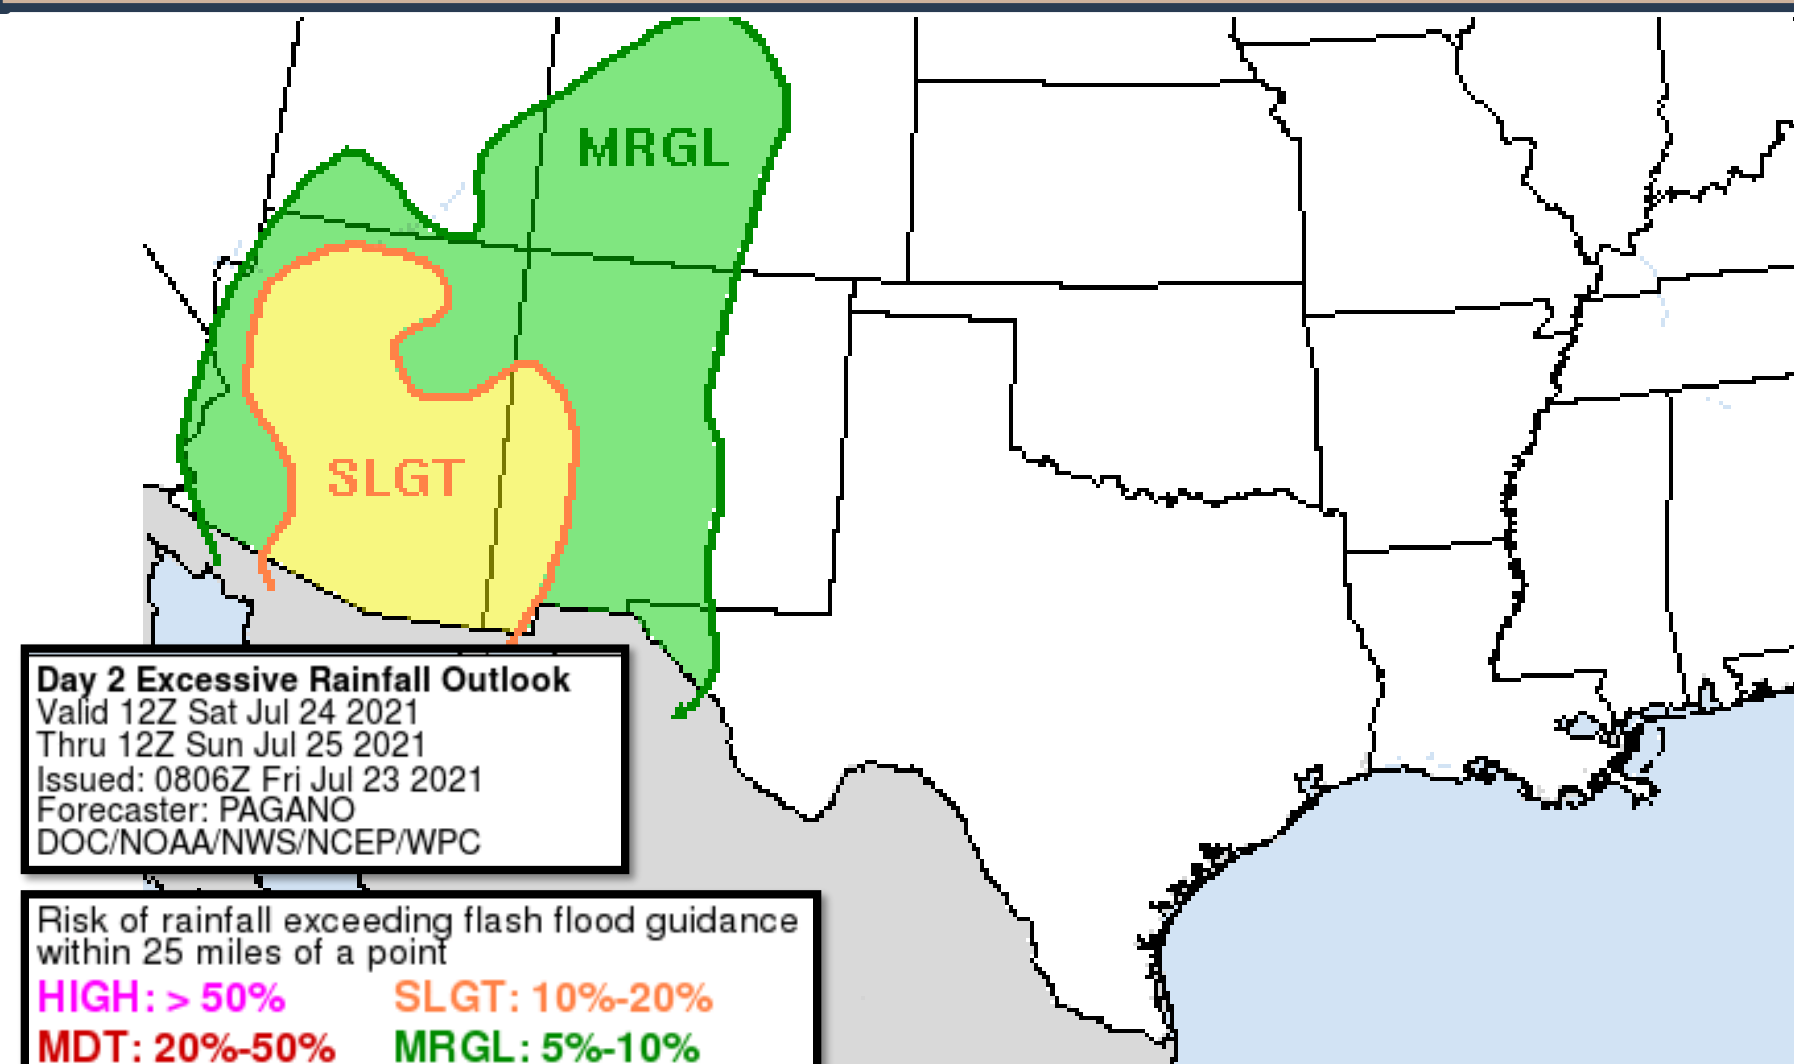 MRGL
SLGT
Day 2 Excessive Rainfall Outlook
Valid 12Z Sat Jul 24 2021
Thru 12Z Sun Jul 25 2021
Issued: 0806Z Fri Jul 23 2021
Forecaster: PAGANO
DOC/NOAA/NWS/NCEP/WPC
Risk of rainfall exceeding flash flood guidance
within 25 miles of a point
HIGH: > 50% SLGT: 10%-20%
MDT: 20%-50% MRGL: 5%-10%